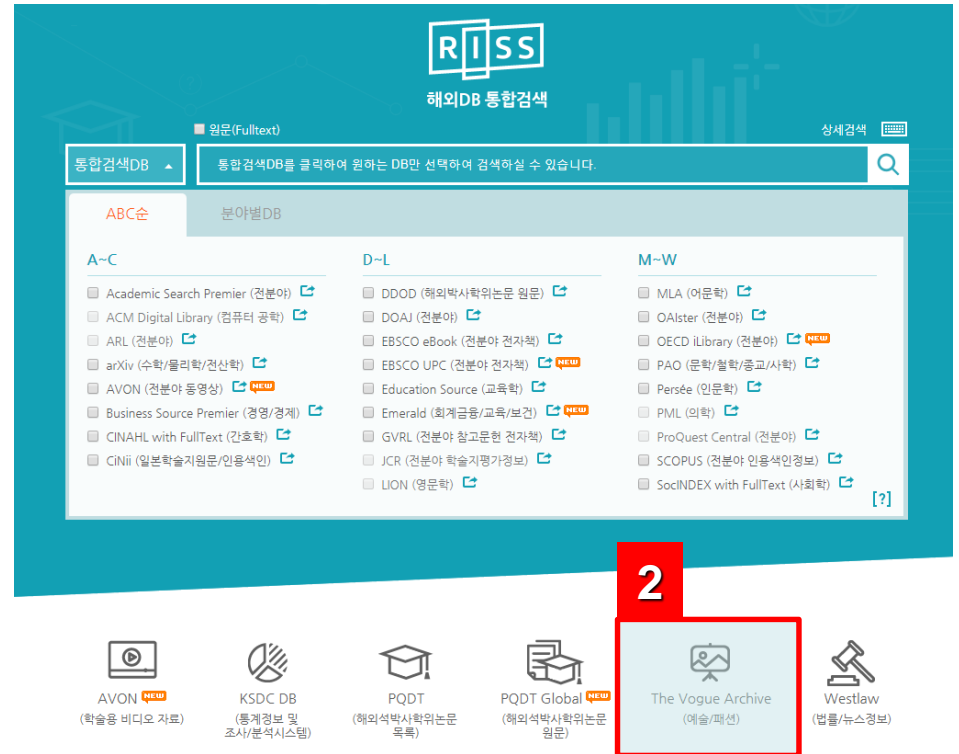 RISS
해외DB 통합검색
원문(Fulltext)
상세검색
통합검색DB
통합검색DB를 클릭하여 원하는 DB만 선택하여 검색하실 수 있습니다.
ABC순
분야별DB
A~C
Academic Search Premier (전분야)
ACM Digital Library (컴퓨터 공학)
ARL (전분야)
arXiv (수학/물리학/전산학)
AVON (전분야 동영상) NEW
Business Source Premier (경영/경제)
CINAHL with FullText (간호학)
CiNii (일본학술지원문/인용색인)
D~L
DDOD (해외박사학위논문 원문)
DOAJ (전분야)
EBSCO eBook (전분야 전자책)
EBSCO UPC (전분야 전자책) NEW
Education Source (교육학)
Emerald (회계금융/교육/보건) NEW
GVRL (전분야 참고문헌 전자책)
JCR (전분야 학술지평가정보)
LION (영문학)
M~W
MLA (어문학)
OAIster (전분야)
OECD iLibrary (전분야) NEW
PAO (문학/철학/종교/사학)
Persée (인문학)
PML (의학)
ProQuest Central (전분야)
SCOPUS (전분야 인용색인정보)
SocINDEX with FullText (사회학)
[?]
2
AVON NEW
(학술용 비디오 자료)
KSDC DB
(통계정보 및
조사/분석시스템)
PQDT
(해외석박사학위논문
목록)
PQDT Global NEW
(해외석박사학위논문
원문)
The Vogue Archive
(예술/패션)
Westlaw
(법률/뉴스정보)